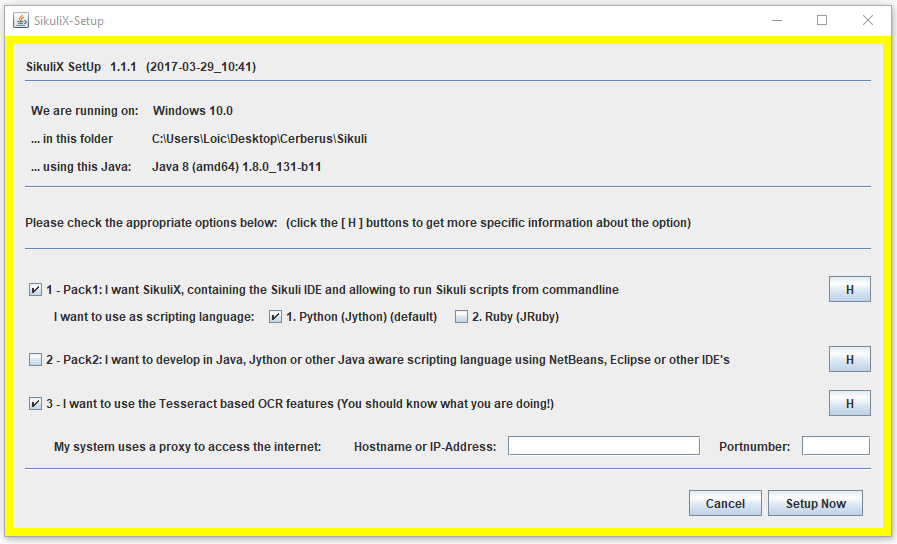 SikuliX-Setup
SikuliX SetUp 1.1.1 (2017-03-29_10:41)
We are running on: Windows 10.0
... in this folder C:\Users\Loic\Desktop\Cerberus\Sikuli
... using this Java: Java 8 (amd64) 1.8.0_131-b11
Please check the appropriate options below: (click the [ H ] buttons to get more specific information about the option)
1 - Pack1: I want SikuliX, containing the Sikuli IDE and allowing to run Sikuli scripts from commandline H
I want to use as scripting language: 1. Python (Jython) (default) 2. Ruby (JRuby)
2 - Pack2: I want to develop in Java, Jython or other Java aware scripting language using NetBeans, Eclipse or other IDE's H
3 - I want to use the Tesseract based OCR features (You should know what you are doing!) H
My system uses a proxy to access the internet: Hostname or IP-Address: Portnumber:
Cancel Setup Now